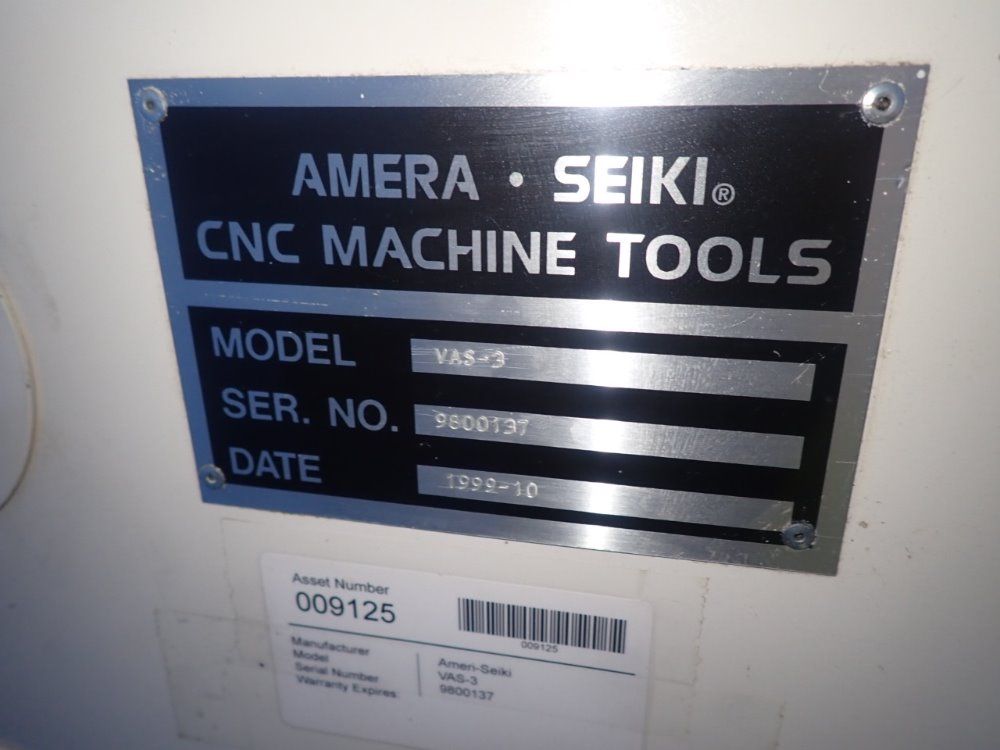 AMERA • SEIKI®
CNC MACHINE TOOLS
MODEL VAS-3
SER. NO. 9800137
DATE 1999-10
Asset Number
009125
009125
Manufacturer Ameri-Seiki
Model VAS-3
Serial Number 9800137
Warranty Expires